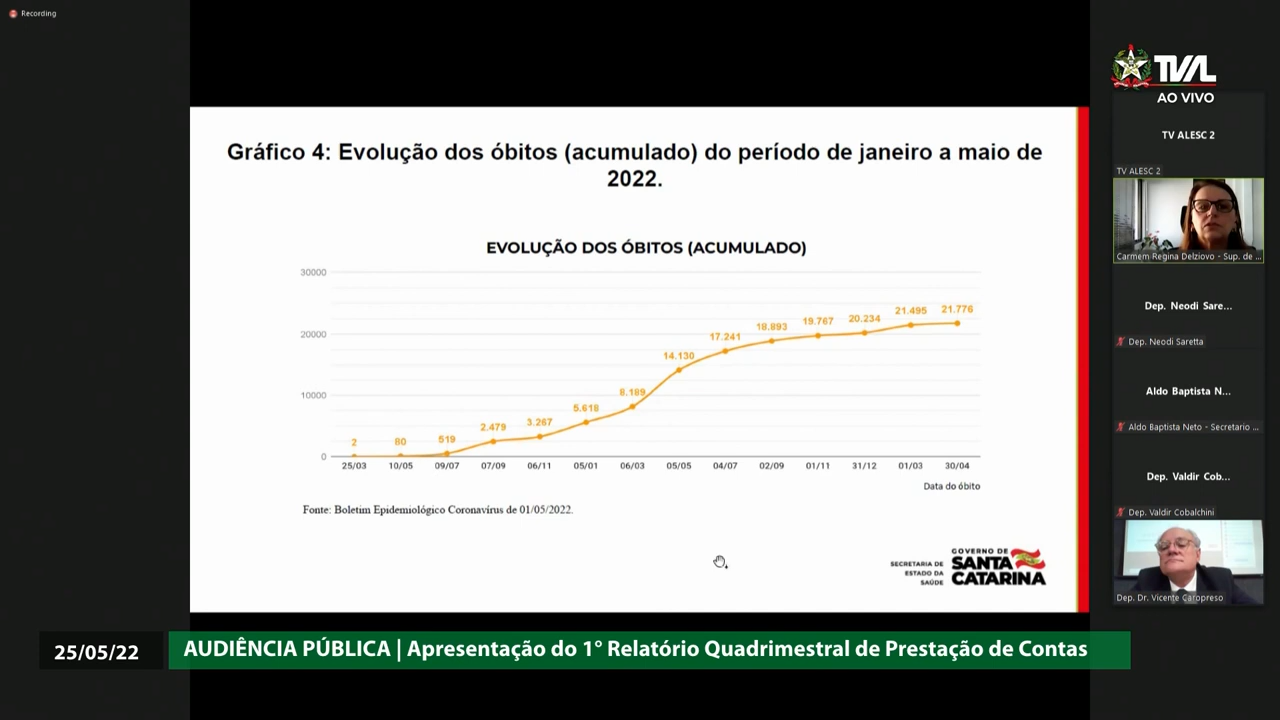 Recording
TVAL
AO VIVO
TV ALESC 2
TV ALESC 2
Carmem Regina Delziovo - Sup. de ...
Dep. Neodi Sare...
Dep. Neodi Saretta
Aldo Baptista N...
Aldo Baptista Neto - Secretario ...
Dep. Valdir Cob...
Dep. Valdir Cobalchini
Dep. Dr. Vicente Caropreso
Gráfico 4: Evolução dos óbitos (acumulado) do período de janeiro a maio de
2022.
EVOLUÇÃO DOS ÓBITOS (ACUMULADO)
30000
20000
10000
0
2 80 519 2.479 3.267 5.618 8.189 14.130 17.241 18.893 19.767 20.234 21.495 21.776
25/03 10/05 09/07 07/09 06/11 05/01 06/03 05/05 04/07 02/09 01/11 31/12 01/03 30/04
Data do óbito
Fonte: Boletim Epidemiológico Coronavírus de 01/05/2022.
SECRETARIA DE
ESTADO DA
SAÚDE
GOVERNO DE
SANTA
CATARINA
25/05/22
AUDIÊNCIA PÚBLICA | Apresentação do 1° Relatório Quadrimestral de Prestação de Contas